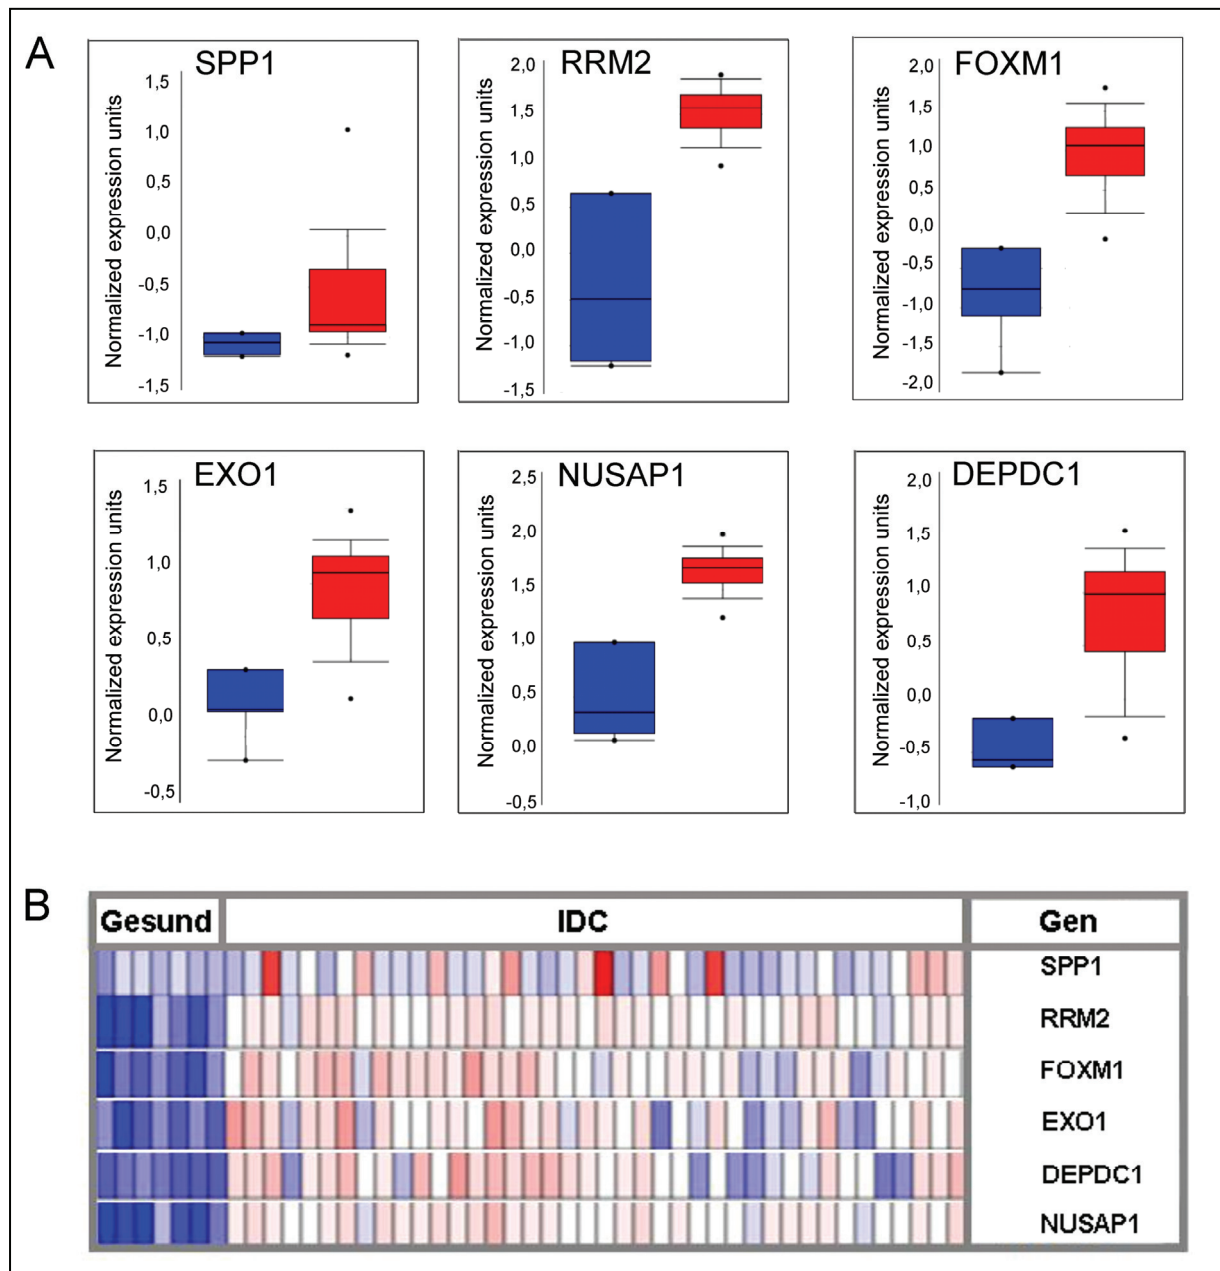 A
SPP1
Normalized expression units
1,5
1,0
0,5
0,0
-0,5
-1,0
-1,5
RRM2
Normalized expression units
2,0
1,5
1,0
0,5
0,0
-0,5
-1,0
-1,5
FOXM1
Normalized expression units
2,0
1,5
1,0
0,5
0,0
-0,5
-1,0
-1,5
-2,0
EXO1
Normalized expression units
1,5
1,0
0,5
0,0
-0,5
NUSAP1
Normalized expression units
2,5
2,0
1,5
1,0
0,5
0,0
-0,5
DEPDC1
Normalized expression units
2,0
1,5
1,0
0,5
0,0
-0,5
-1,0
B
Gesund IDC Gen
SPP1
RRM2
FOXM1
EXO1
DEPDC1
NUSAP1